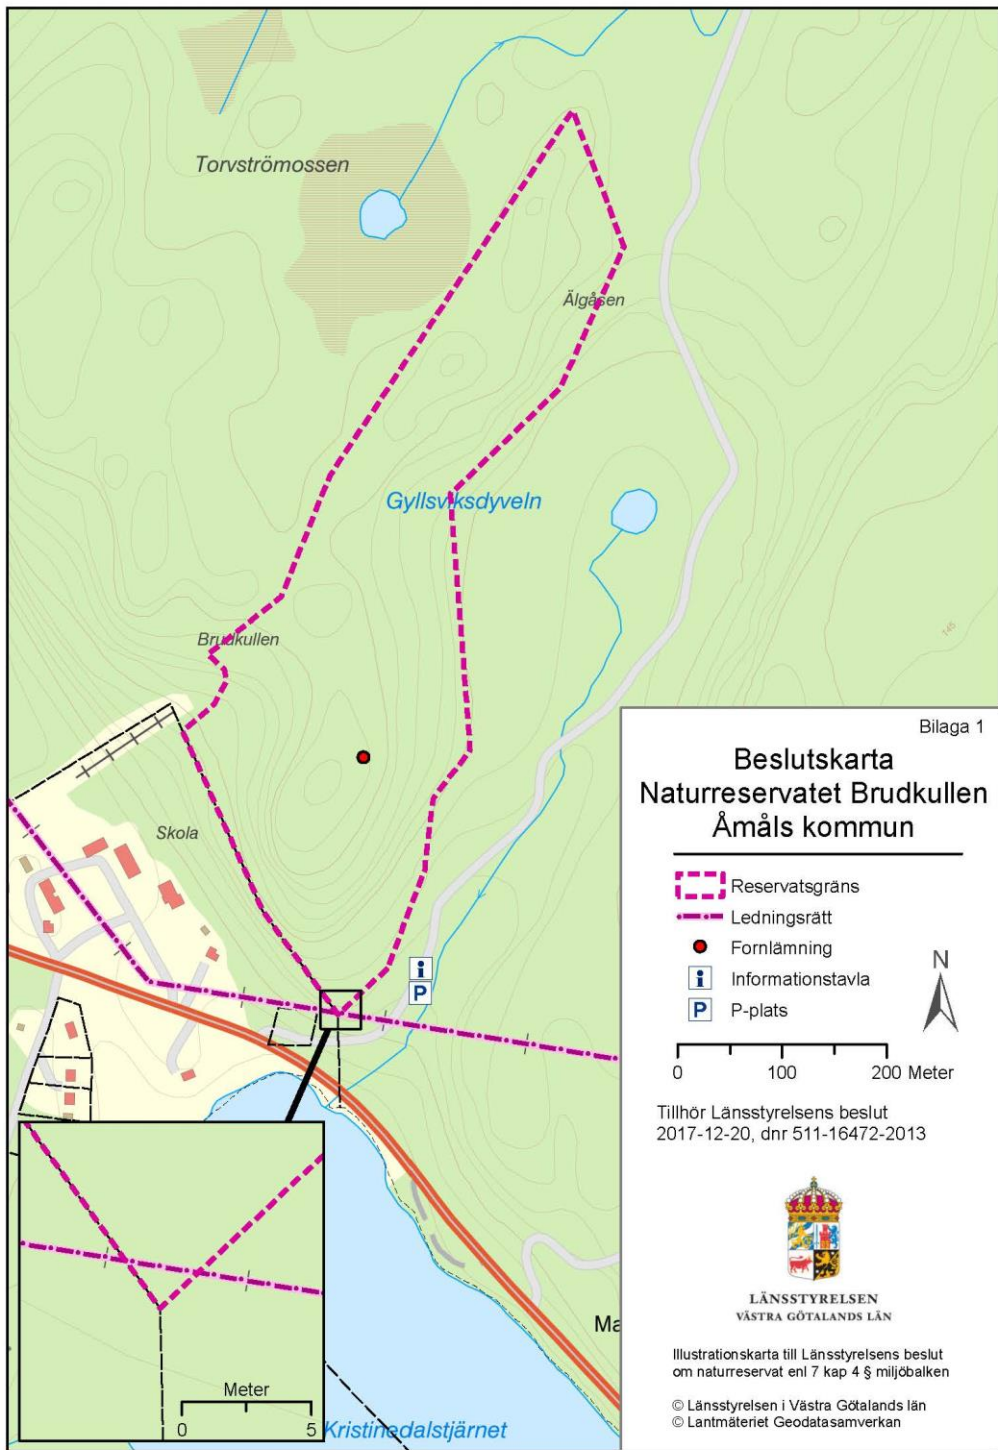 Torvströmossen
Älgåsen
Gyllsviksdyveln
Brudkullen
145
Skola
Ma
Kristinedalstjärnet
Meter
0 5
Bilaga 1
Beslutskarta
Naturreservatet Brudkullen
Åmåls kommun
Reservatsgräns
Ledningsrätt
Fornlämning
i Informationstavla
P P-plats
N
i
P
0 100 200 Meter
Tillhör Länsstyrelsens beslut
2017-12-20, dnr 511-16472-2013
LÄNSSTYRELSEN
VÄSTRA GÖTALANDS LÄN
Illustrationskarta till Länsstyrelsens beslut
om naturreservat enl 7 kap 4 § miljöbalken
© Länsstyrelsen i Västra Götalands län
© Lantmäteriet Geodatasamverkan